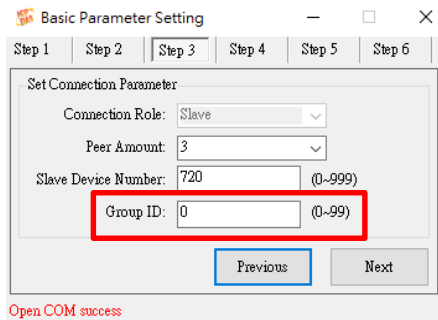 Basic Parameter Setting
Step 1 Step 2 Step 3 Step 4 Step 5 Step 6
Set Connection Parameter
Connection Role: Slave
Peer Amount: 3
Slave Device Number: 720 (0~999)
Group ID: 0 (0~99)
Previous Next
Open COM success